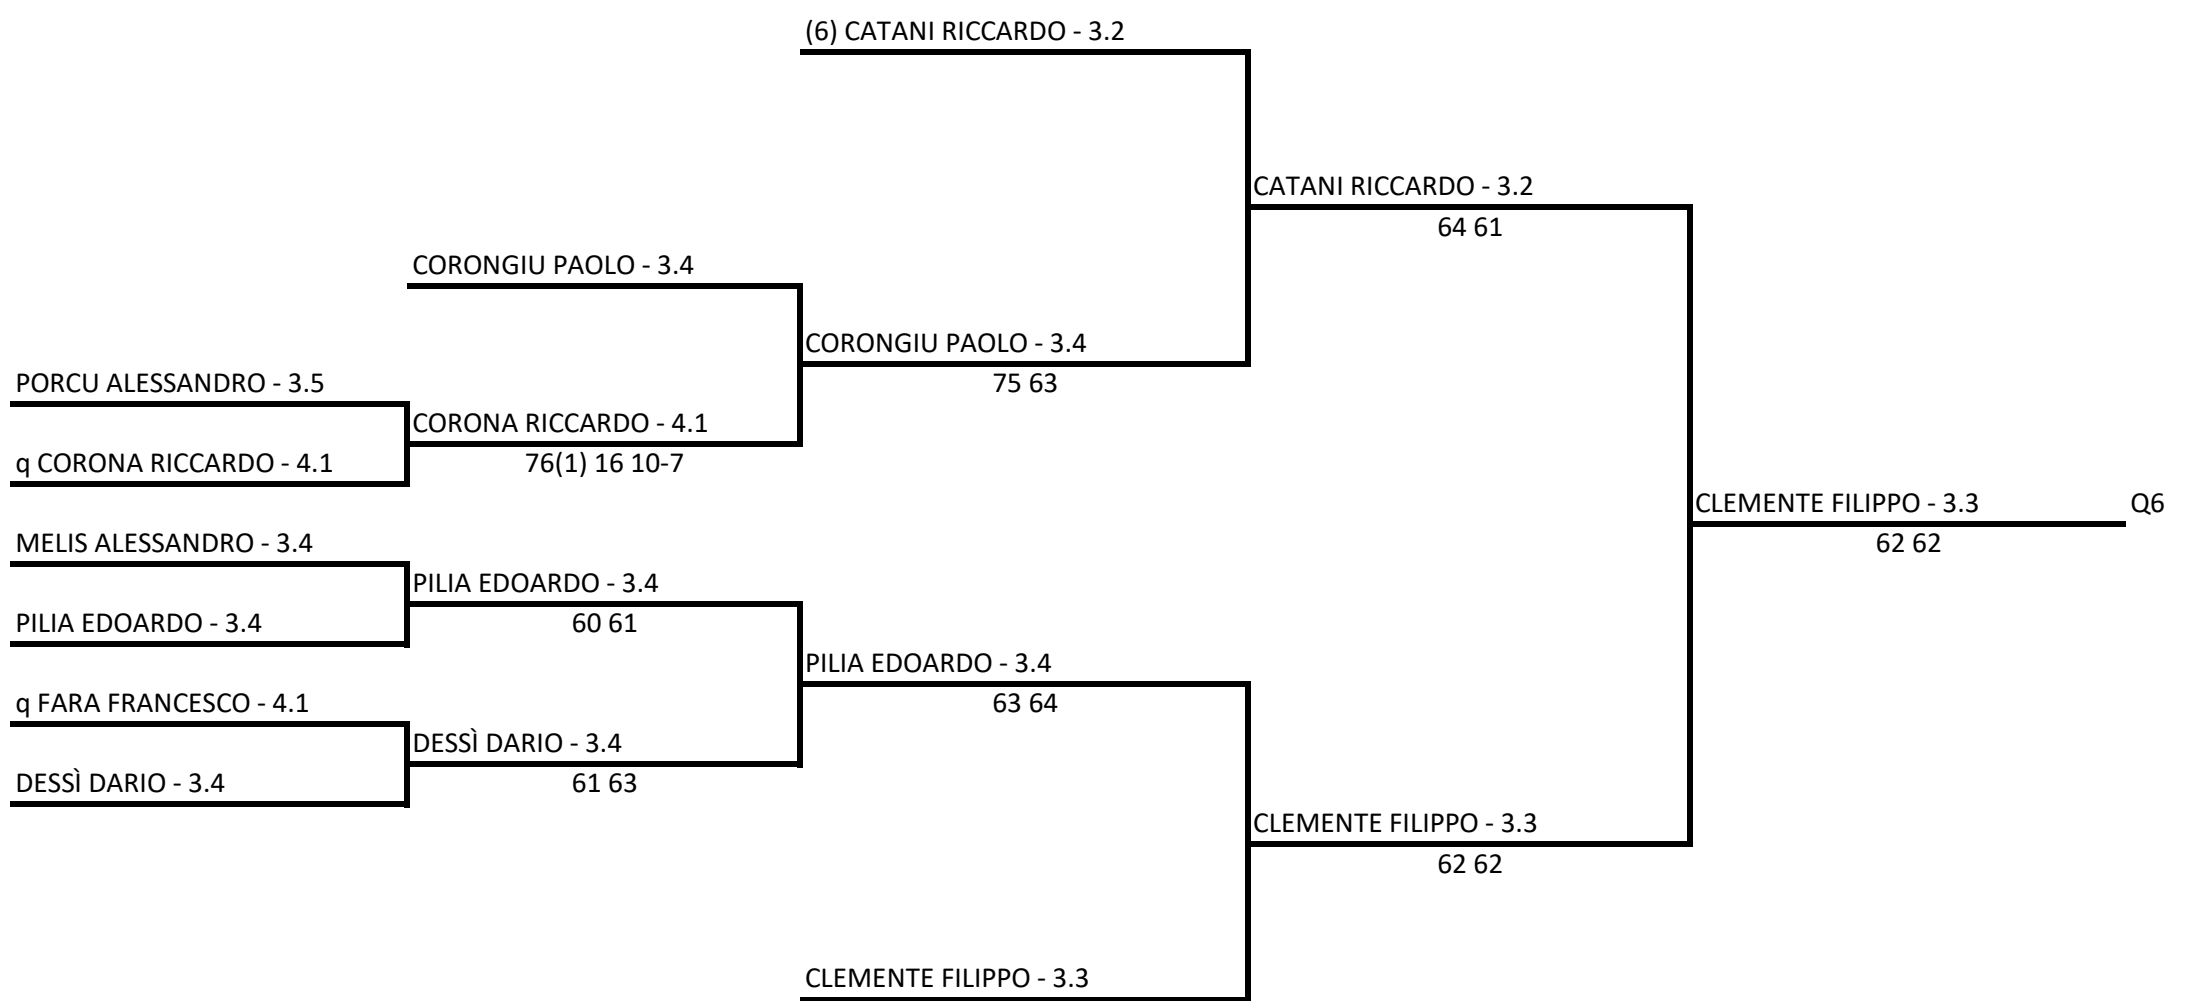 (6) CATANI RICCARDO - 3.2
CATANI RICCARDO - 3.2
64 61
CORONGIU PAOLO - 3.4
CORONGIU PAOLO - 3.4
75 63
PORCU ALESSANDRO - 3.5
CORONA RICCARDO - 4.1
76(1) 16 10-7
q CORONA RICCARDO - 4.1
CLEMENTE FILIPPO - 3.3
Q6
62 62
MELIS ALESSANDRO - 3.4
PILIA EDOARDO - 3.4
60 61
PILIA EDOARDO - 3.4
PILIA EDOARDO - 3.4
63 64
q FARA FRANCESCO - 4.1
DESSÌ DARIO - 3.4
61 63
DESSÌ DARIO - 3.4
CLEMENTE FILIPPO - 3.3
62 62
CLEMENTE FILIPPO - 3.3